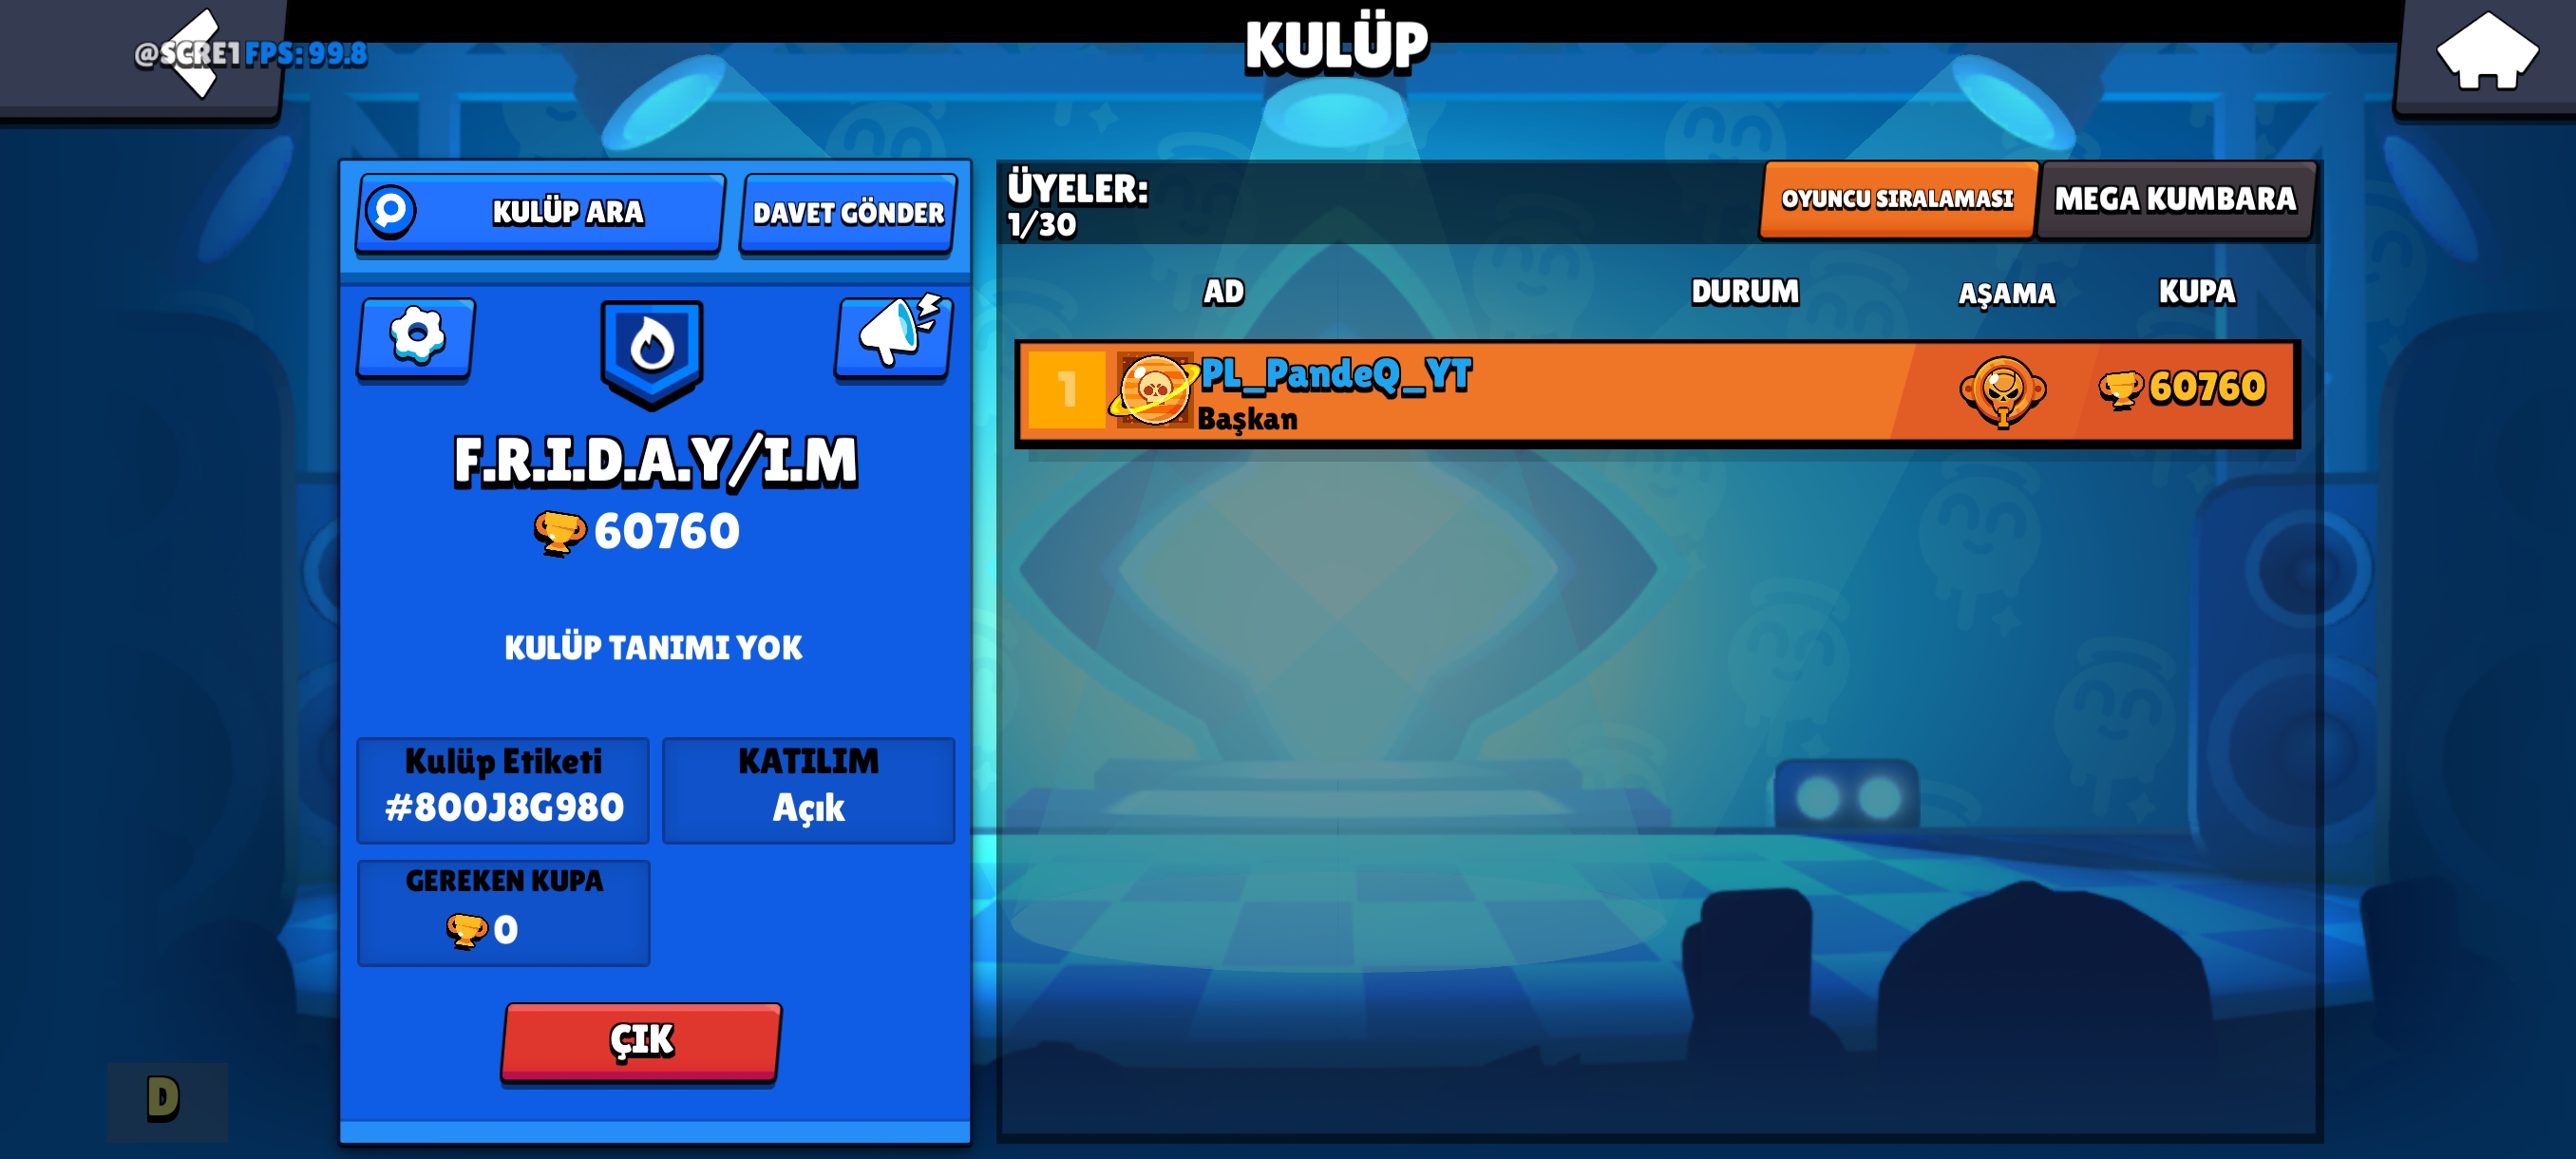 @SCRE1 FPS: 99.8
KULÜP
KULÜP ARA
DAVET GÖNDER
F.R.I.D.A.Y/I.M
60760
KULÜP TANIMI YOK
Kulüp Etiketi
#800J8G980
KATILIM
Açık
GEREKEN KUPA
0
ÇIK
D
ÜYELER:
1/30
OYUNCU SIRALAMASI
MEGA KUMBARA
AD DURUM AŞAMA KUPA
1
PL_PandeQ_YT
Başkan
1
60760